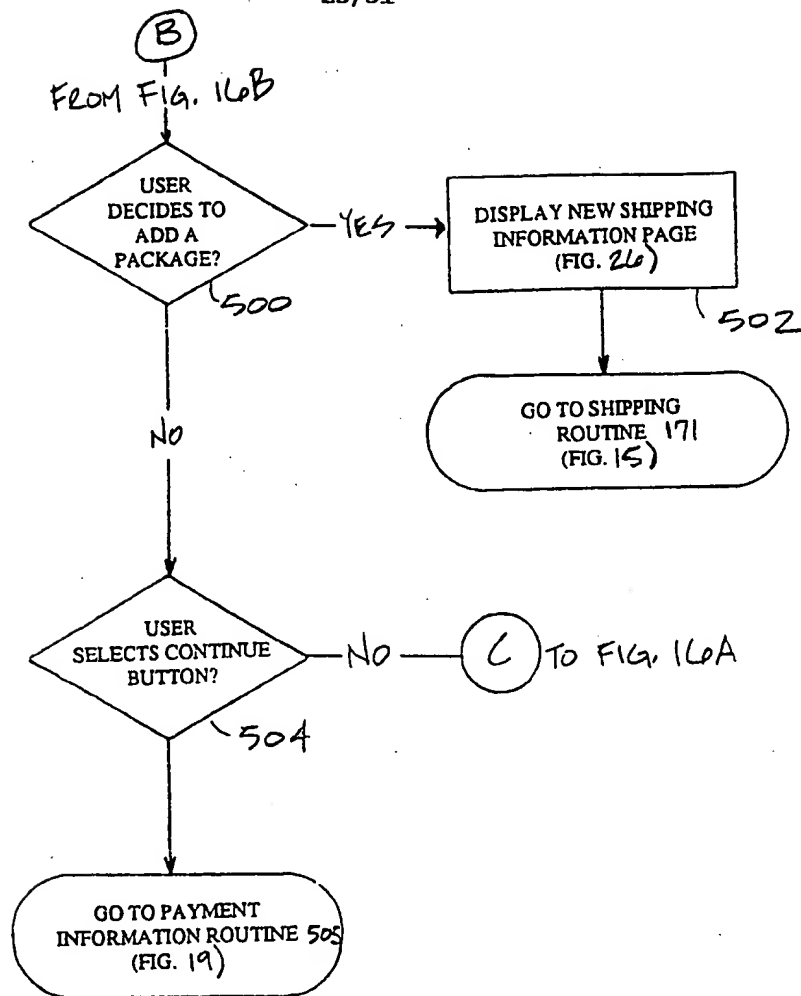 B
FROM FIG. 16B
USER
DECIDES TO
ADD A
PACKAGE?
YES
500
DISPLAY NEW SHIPPING
INFORMATION PAGE
(FIG. 26)
502
GO TO SHIPPING
ROUTINE 171
(FIG. 15)
NO
USER
SELECTS CONTINUE
BUTTON?
NO
C
TO FIG. 16A
504
GO TO PAYMENT
INFORMATION ROUTINE 505
(FIG. 19)